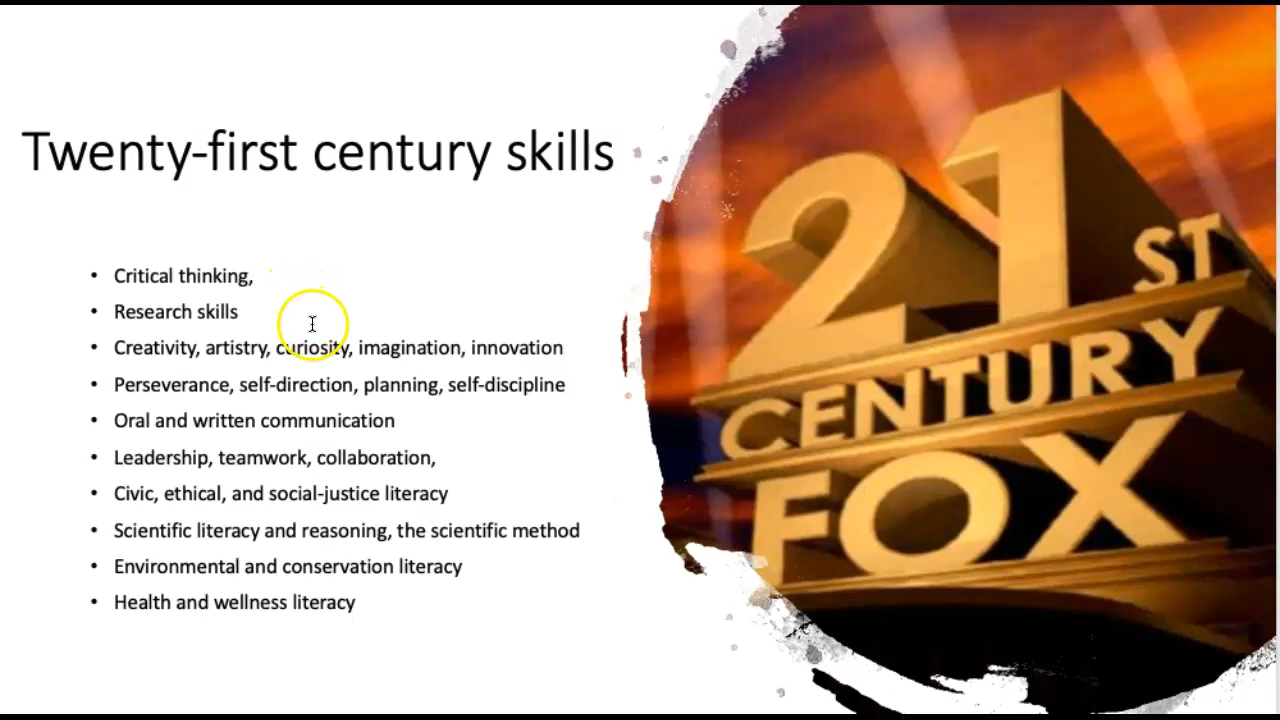 Twenty-first century skills
• Critical thinking,
• Research skills
• Creativity, artistry, curiosity, imagination, innovation
• Perseverance, self-direction, planning, self-discipline
• Oral and written communication
• Leadership, teamwork, collaboration,
• Civic, ethical, and social-justice literacy
• Scientific literacy and reasoning, the scientific method
• Environmental and conservation literacy
• Health and wellness literacy
21ST
CENTURY
FOX